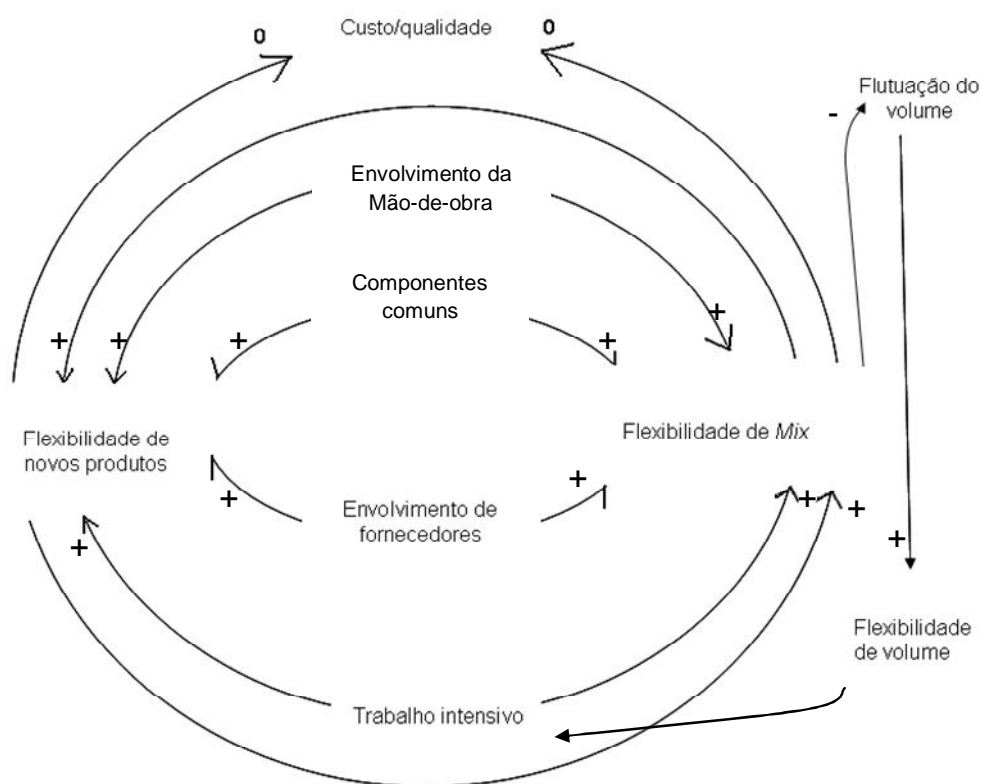 0
Custo/qualidade
0
Flutuação do
volume
-
Envolvimento da
Mão-de-obra
Componentes
comuns
+
+
+
+
+
Flexibilidade de
novos produtos
Flexibilidade de Mix
+
+
+
+
Envolvimento de
fornecedores
+
+
Flexibilidade
de volume
Trabalho intensivo